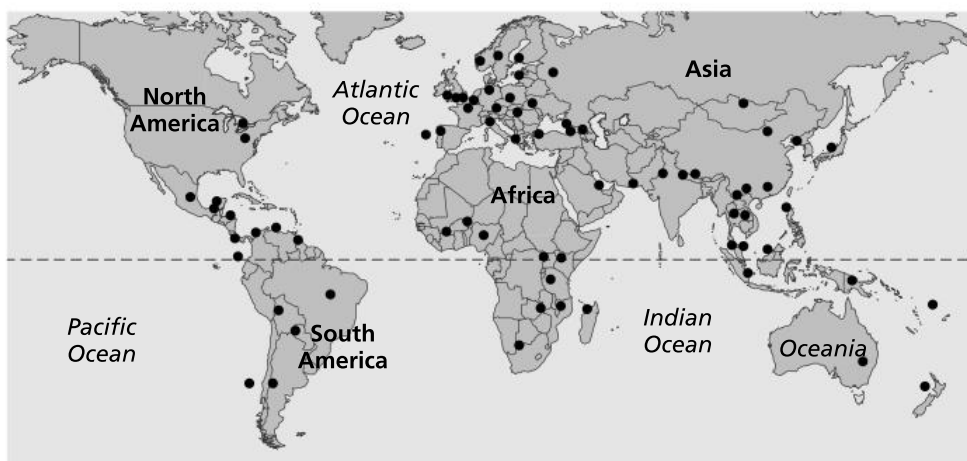 North
America
Atlantic
Ocean
Asia
Africa
Pacific
Ocean
South
America
Indian
Ocean
Oceania